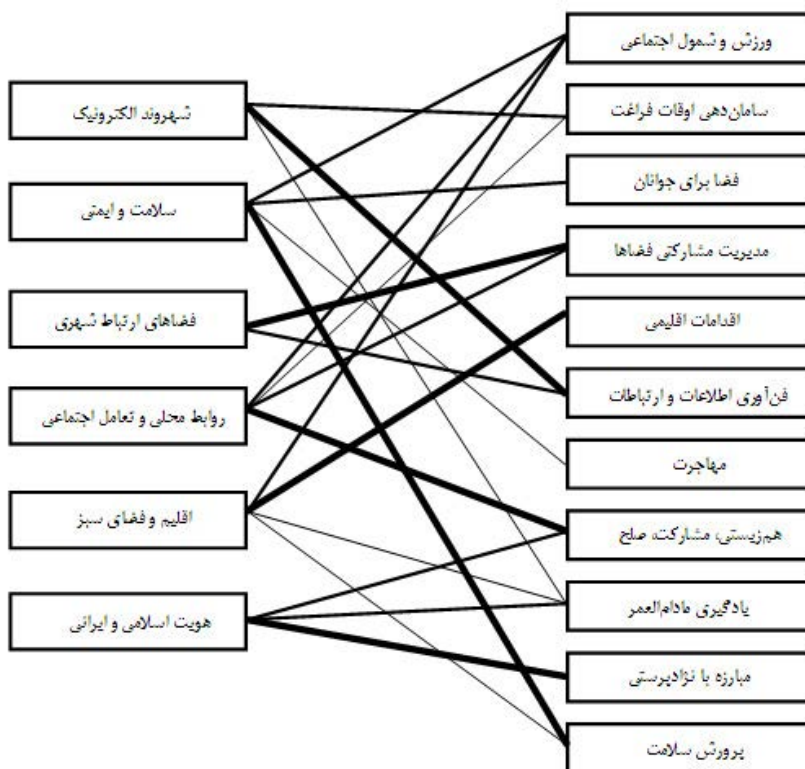 ورزش و شمول اجتماعی
سامان‌دهی اوقات فراغت
فضا برای جوانان
مدیریت مشارکتی فضاها
اقدامات اقلیمی
فن‌آوری اطلاعات و ارتباطات
مهاجرت
هم‌زیستی، مشارکت، صلح
یادگیری مادام‌العمر
مبارزه با نژادپرستی
پرورش سلامت
شهروند الکترونیک
سلامت و ایمنی
فضاهای ارتباط شهری
روابط محلی و تعامل اجتماعی
اقلیم و فضای سبز
هویت اسلامی و ایرانی